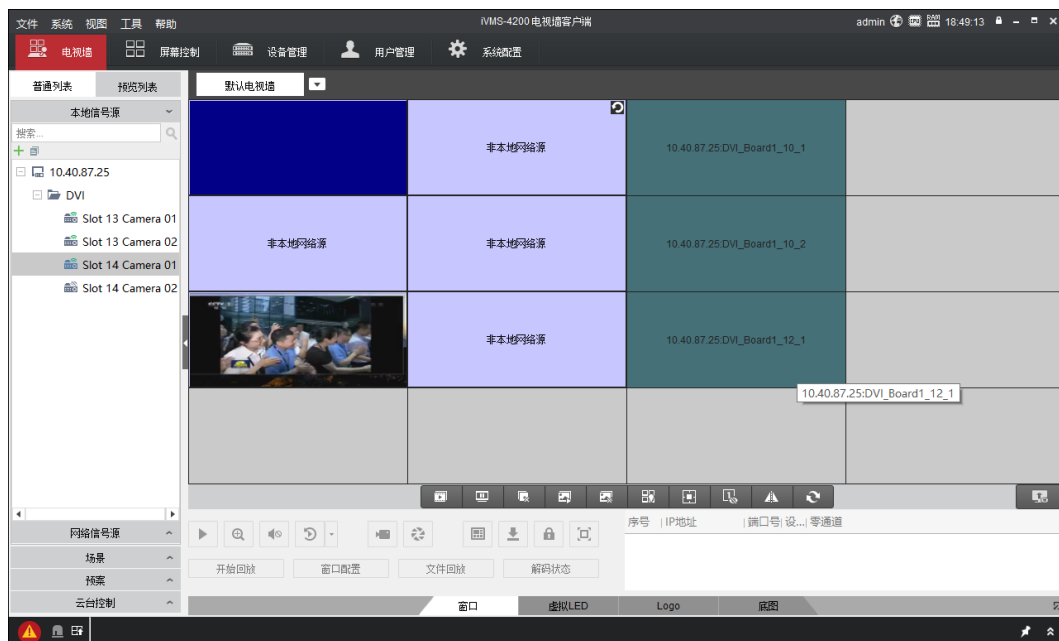 文件 系统 视图 工具 帮助 iVMS-4200 电视墙客户端 admin 18:49:13
电视墙 屏幕控制 设备管理 用户管理 系统配置
普通列表 预览列表 默认电视墙
本地信号源
搜索...
10.40.87.25
DVI
Slot 13 Camera 01
Slot 13 Camera 02
Slot 14 Camera 01
Slot 14 Camera 02
非本地网络源 10.40.87.25:DVI_Board1_10_1
非本地网络源 非本地网络源 10.40.87.25:DVI_Board1_10_2
非本地网络源 10.40.87.25:DVI_Board1_12_1
10.40.87.25:DVI_Board1_12_1
网络信号源
场景
预案
云台控制
开始回放 窗口配置 文件回放 解码状态
序号 IP地址 端口号 设... 零通道
窗口 虚拟LED Logo 底图